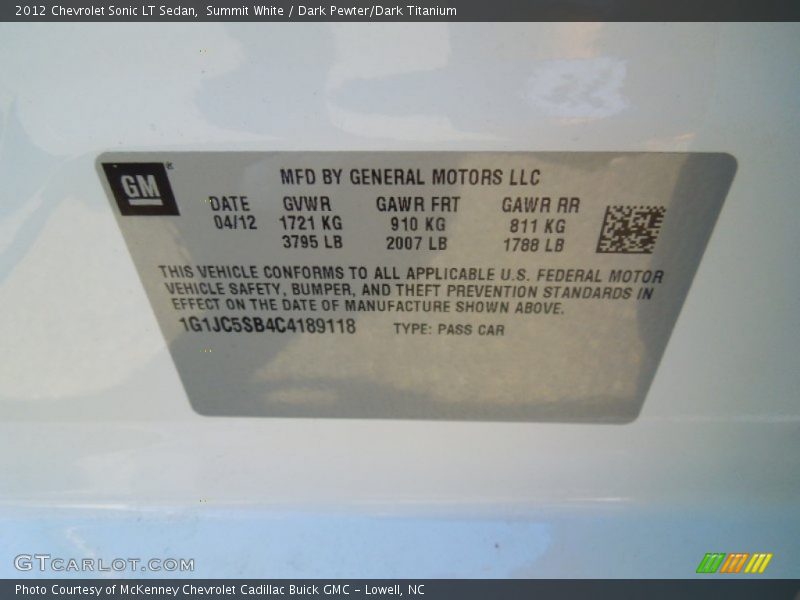 2012 Chevrolet Sonic LT Sedan,  Summit White / Dark Pewter/Dark Titanium
GM
MFD BY GENERAL MOTORS LLC
DATE GVWR GAWR FRT GAWR RR
04/12 1721 KG 910 KG 811 KG
3795 LB 2007 LB 1788 LB
THIS VEHICLE CONFORMS TO ALL APPLICABLE U.S. FEDERAL MOTOR
VEHICLE SAFETY, BUMPER, AND THEFT PREVENTION STANDARDS IN
EFFECT ON THE DATE OF MANUFACTURE SHOWN ABOVE.
1G1JC5SB4C4189118 TYPE: PASS CAR
GTCARLOT.COM
Photo Courtesy of McKenney Chevrolet Cadillac Buick GMC - Lowell, NC